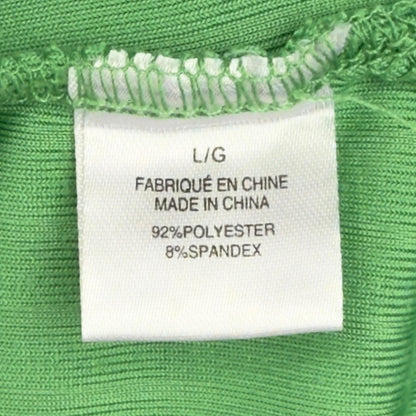 L/G
FABRIQUÉ EN CHINE
MADE IN CHINA
92%POLYESTER
8%SPANDEX